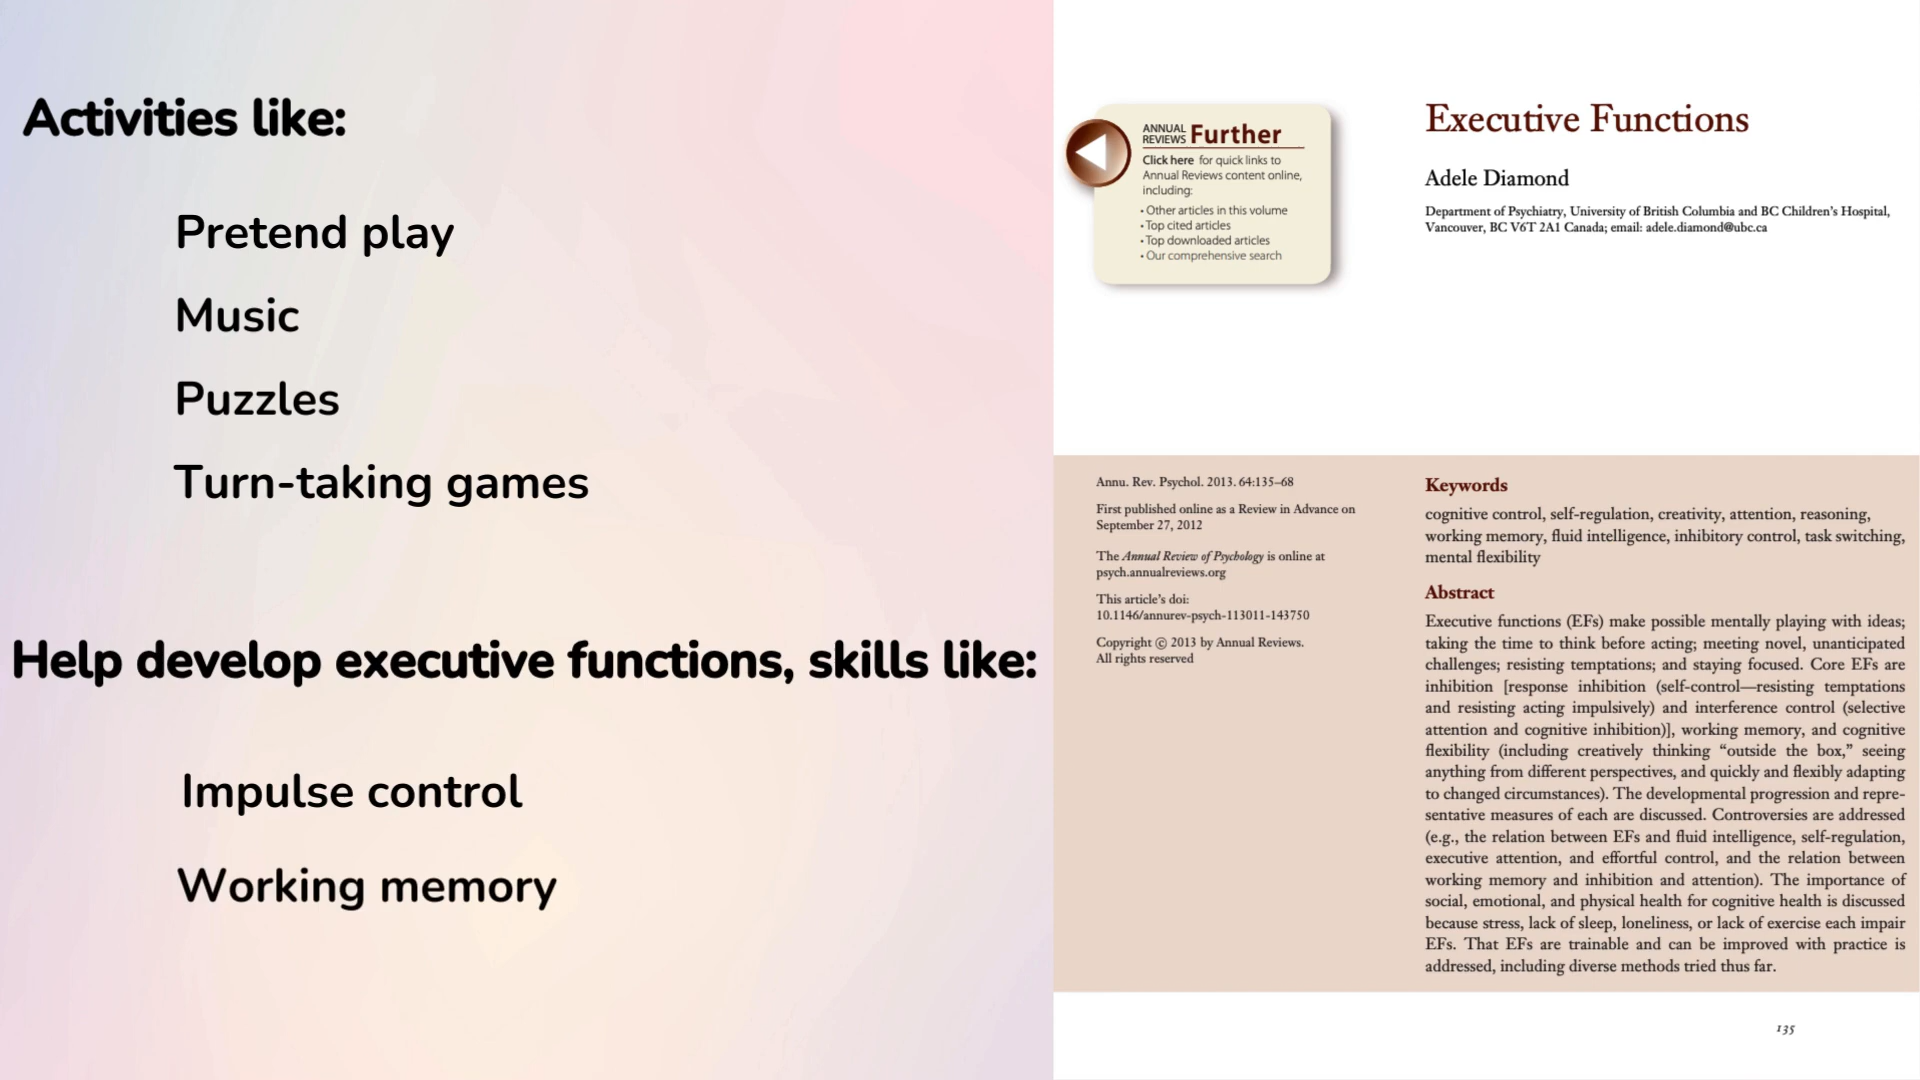 Activities like:
Pretend play
Music
Puzzles
Turn-taking games
Help develop executive functions, skills like:
Impulse control
Working memory
ANNUAL
REVIEWS Further
Click here for quick links to
Annual Reviews content online,
including:
• Other articles in this volume
• Top cited articles
• Top downloaded articles
• Our comprehensive search
Executive Functions
Adele Diamond
Department of Psychiatry, University of British Columbia and BC Children's Hospital,
Vancouver, BC V6T 2A1 Canada; email: adele.diamond@ubc.ca
Annu. Rev. Psychol. 2013. 64:135–68
First published online as a Review in Advance on
September 27, 2012
The Annual Review of Psychology is online at
psych.annualreviews.org
This article's doi:
10.1146/annurev-psych-113011-143750
Copyright © 2013 by Annual Reviews.
All rights reserved
Keywords
cognitive control, self-regulation, creativity, attention, reasoning,
working memory, fluid intelligence, inhibitory control, task switching,
mental flexibility
Abstract
Executive functions (EFs) make possible mentally playing with ideas;
taking the time to think before acting; meeting novel, unanticipated
challenges; resisting temptations; and staying focused. Core EFs are
inhibition [response inhibition (self-control—resisting temptations
and resisting acting impulsively) and interference control (selective
attention and cognitive inhibition)], working memory, and cognitive
flexibility (including creatively thinking “outside the box,” seeing
anything from different perspectives, and quickly and flexibly adapting
to changed circumstances). The developmental progression and repre-
sentative measures of each are discussed. Controversies are addressed
(e.g., the relation between EFs and fluid intelligence, self-regulation,
executive attention, and effortful control, and the relation between
working memory and inhibition and attention). The importance of
social, emotional, and physical health for cognitive health is discussed
because stress, lack of sleep, loneliness, or lack of exercise each impair
EFs. That EFs are trainable and can be improved with practice is
addressed, including diverse methods tried thus far.
135